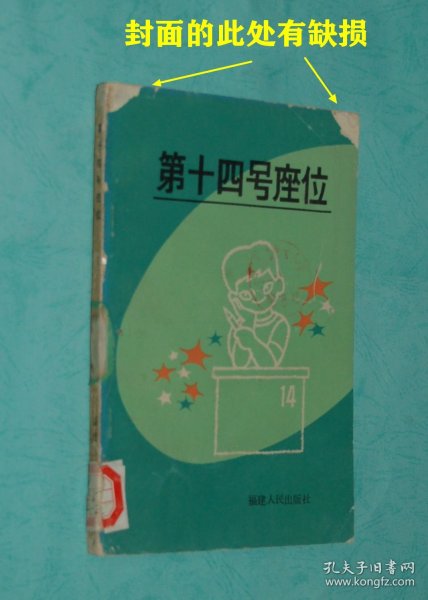 封面的此处有缺损
第十四号座位
14
福建人民出版社
孔夫子旧书网
www.kongfz.com